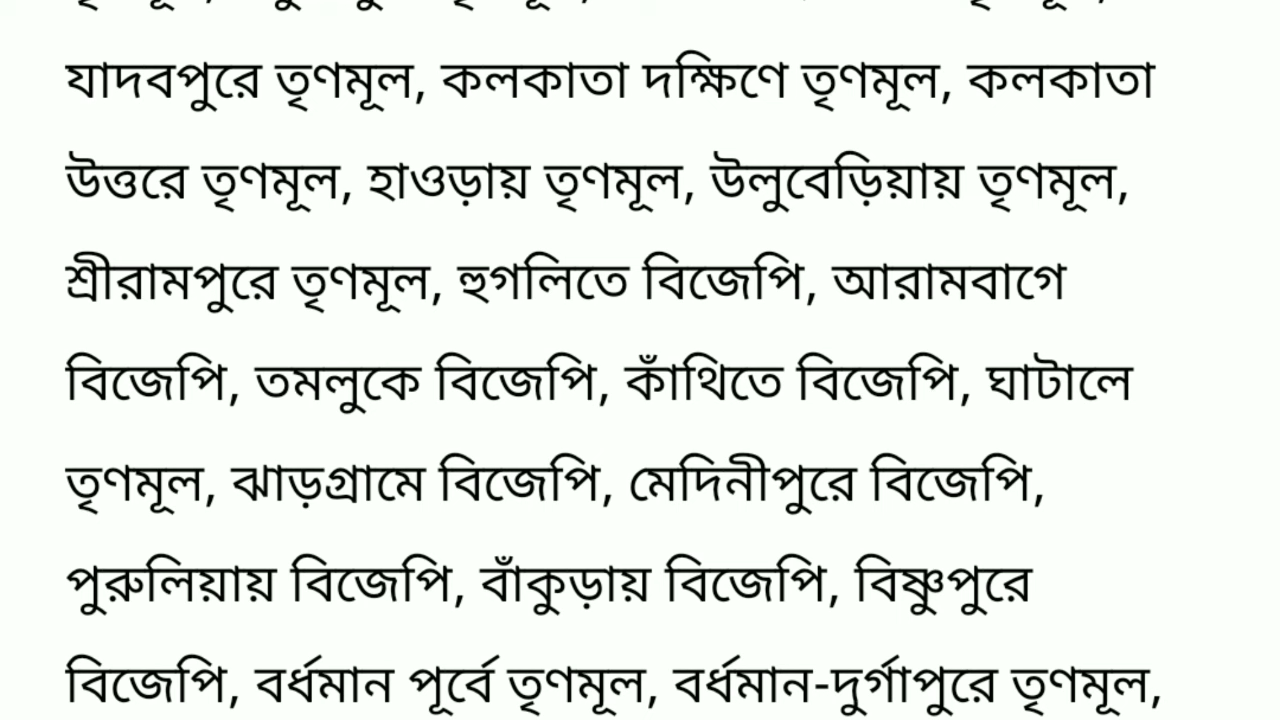 যাদবপুরে তৃণমূল, কলকাতা দক্ষিণে তৃণমূল, কলকাতা
উত্তরে তৃণমূল, হাওড়ায় তৃণমূল, উলুবেড়িয়ায় তৃণমূল,
শ্রীরামপুরে তৃণমূল, হুগলিতে বিজেপি, আরামবাগে
বিজেপি, তমলুকে বিজেপি, কাঁথিতে বিজেপি, ঘাটালে
তৃণমূল, ঝাড়গ্রামে বিজেপি, মেদিনীপুরে বিজেপি,
পুরুলিয়ায় বিজেপি, বাঁকুড়ায় বিজেপি, বিষ্ণুপুরে
বিজেপি, বর্ধমান পূর্বে তৃণমূল, বর্ধমান-দুর্গাপুরে তৃণমূল,